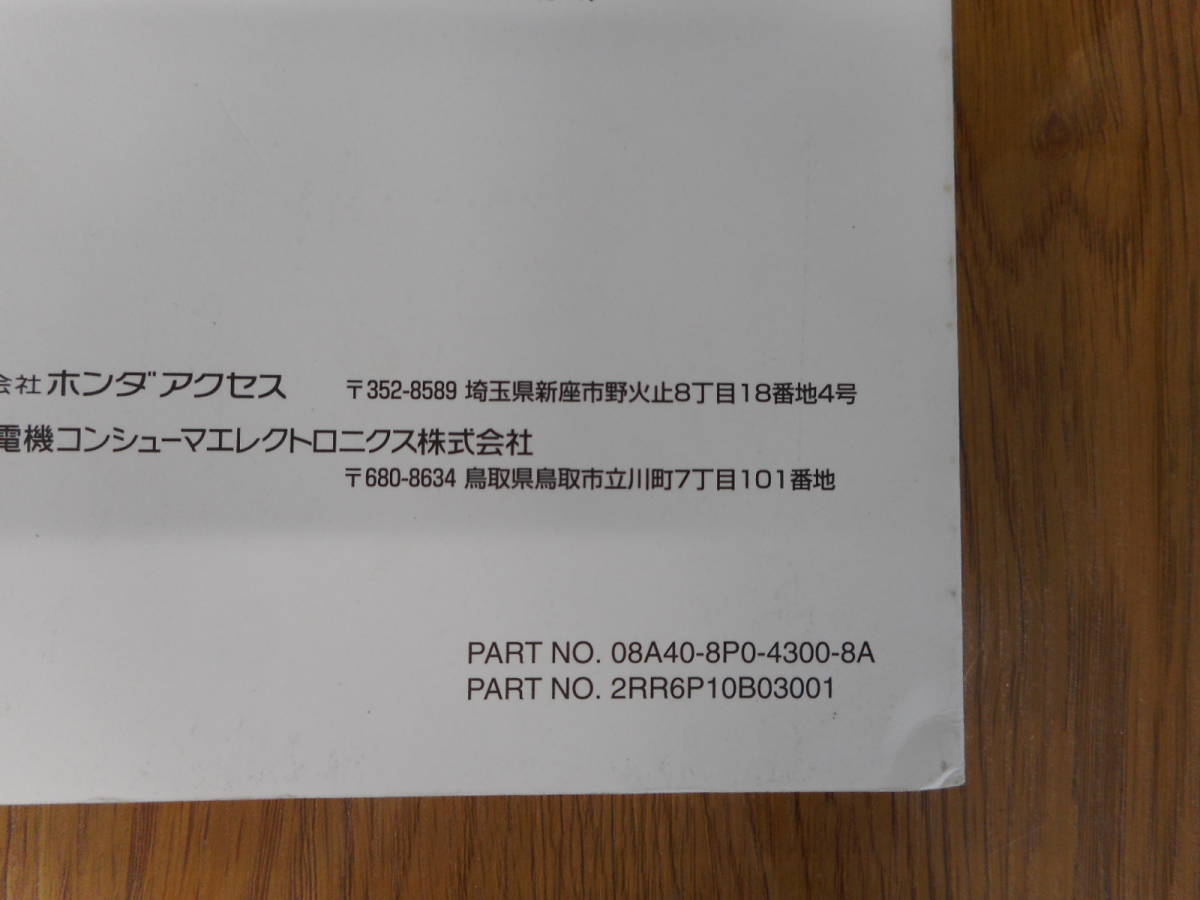 会社 ホンダアクセス 〒352-8589 埼玉県新座市野火止8丁目18番地4号
電機コンシューマエレクトロニクス株式会社
〒680-8634 鳥取県鳥取市立川町7丁目101番地
PART NO. 08A40-8P0-4300-8A
PART NO. 2RR6P10B03001